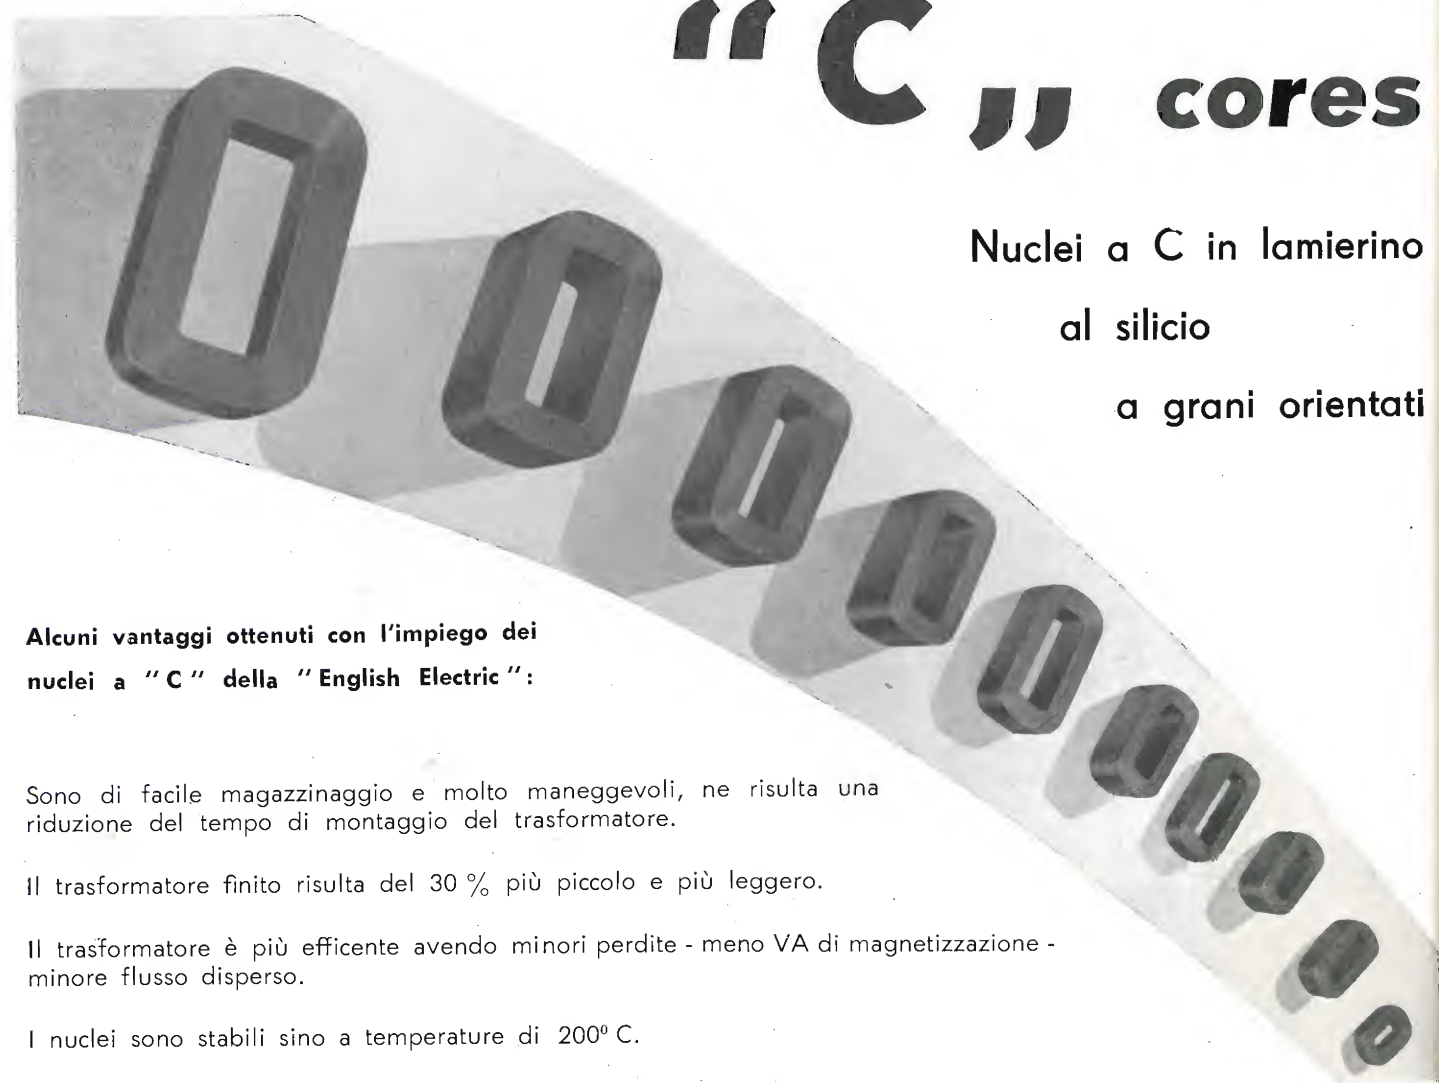 “C„ cores
Nuclei a C in lamierino
al silicio
a grani orientati
Alcuni vantaggi ottenuti con l'impiego dei
nuclei a "C" della "English Electric":
Sono di facile magazzinaggio e molto maneggevoli, ne risulta una
riduzione del tempo di montaggio del trasformatore.
Il trasformatore finito risulta del 30 % più piccolo e più leggero.
Il trasformatore è più efficente avendo minori perdite - meno VA di magnetizzazione -
minore flusso disperso.
I nuclei sono stabili sino a temperature di 200º C.